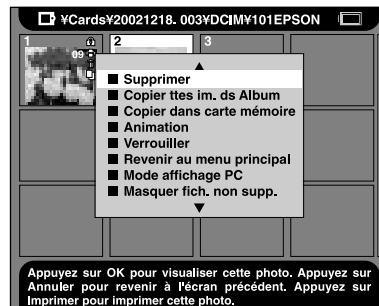 ¥Cards¥20021218. 003¥DCIM¥101EPSON
1 2 3
09
Supprimer
Copier ttes im. ds Album
Copier dans carte mémoire
Animation
Verrouiller
Revenir au menu principal
Mode affichage PC
Masquer fich. non supp.
Appuyez sur OK pour visualiser cette photo. Appuyez sur
Annuler pour revenir à l'écran précédent. Appuyez sur
Imprimer pour imprimer cette photo.